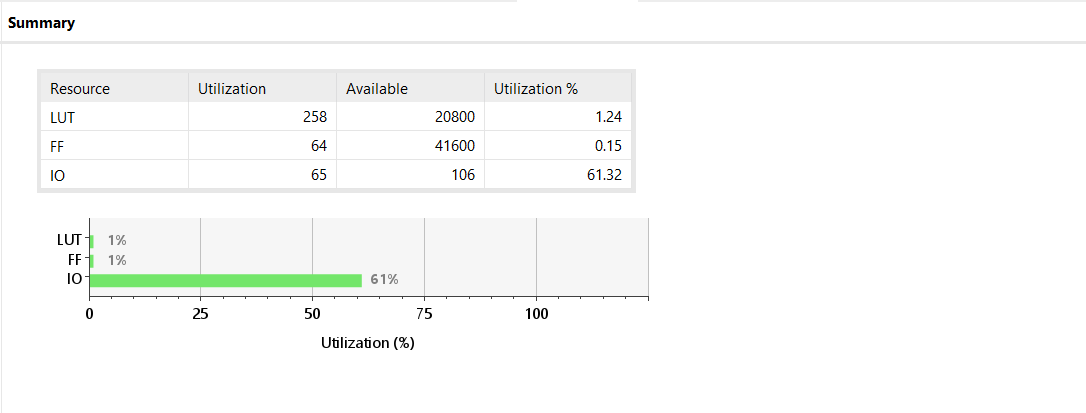 Summary
Resource Utilization Available Utilization %
LUT 258 20800 1.24
FF 64 41600 0.15
IO 65 106 61.32
LUT 1%
FF 1%
IO 61%
0 25 50 75 100
Utilization (%)